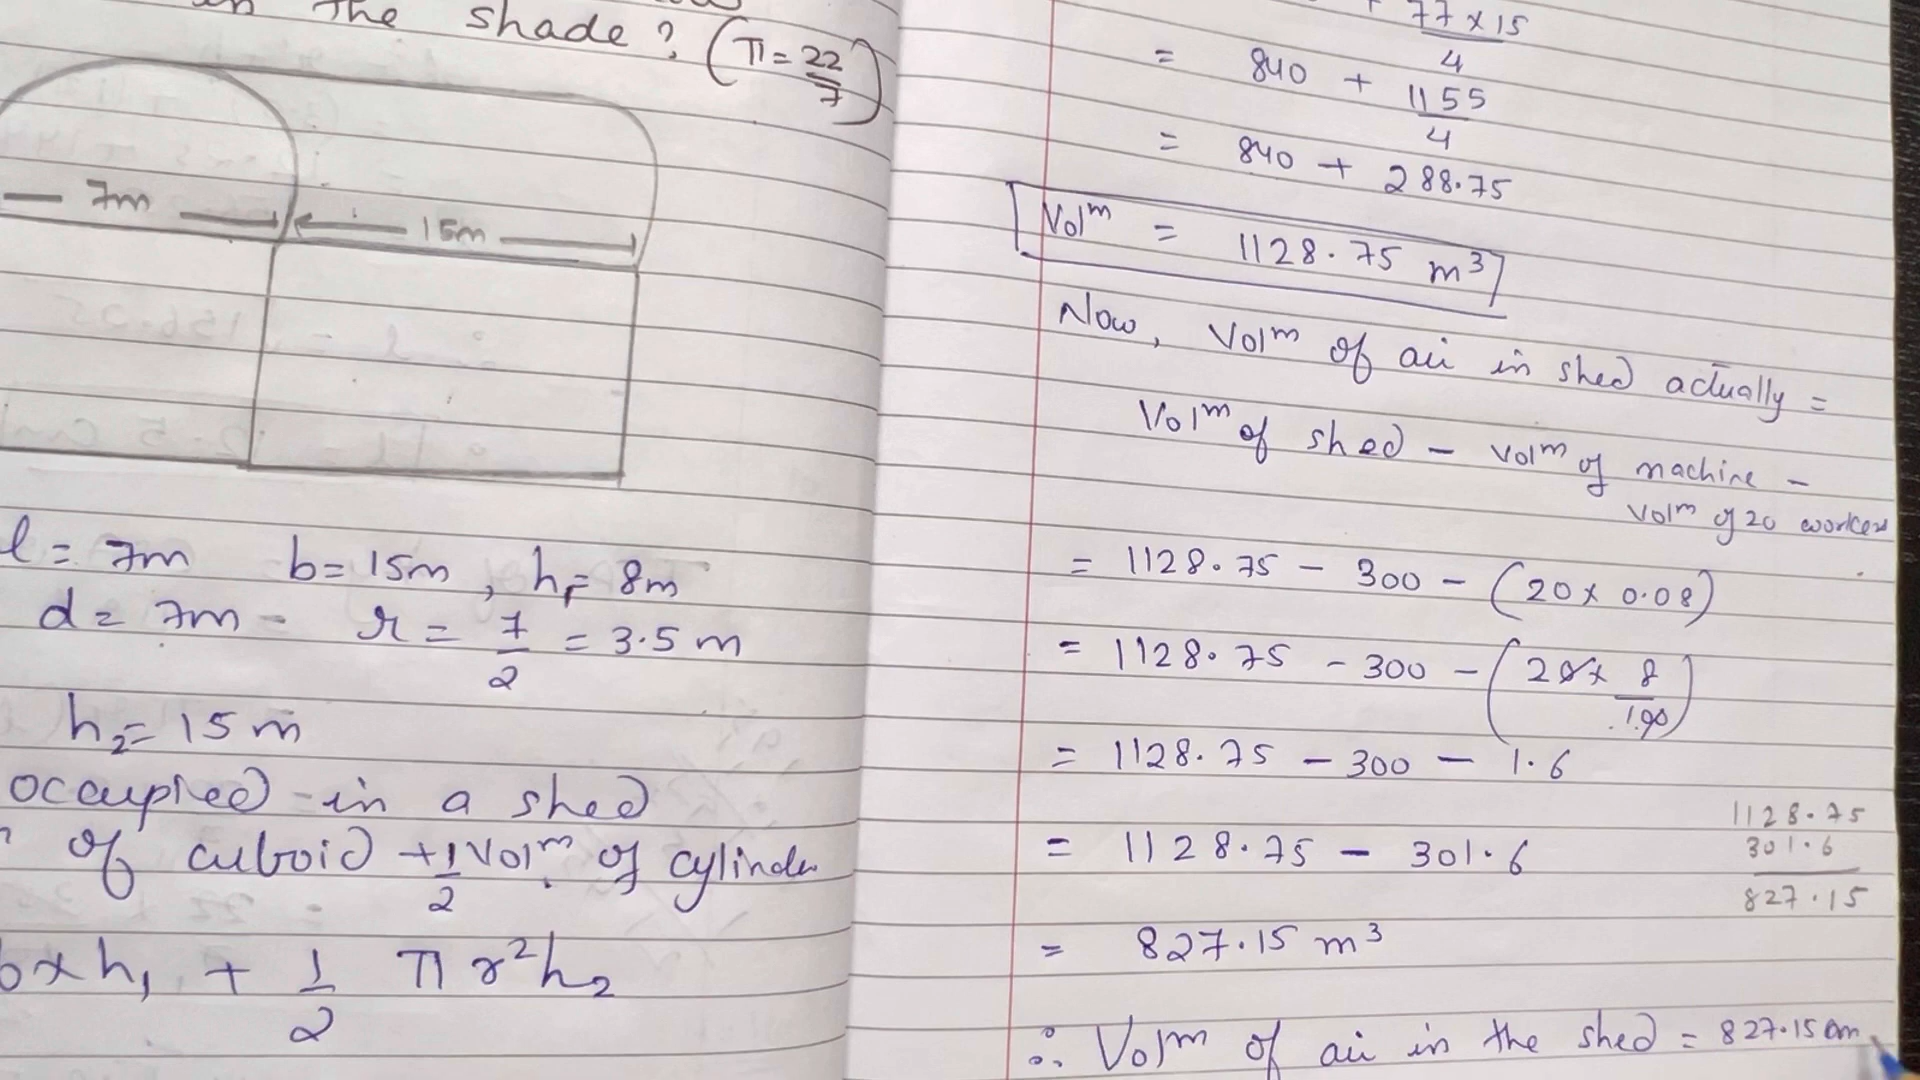 in the shade? (π = 22/7)
7m
15m
l = 7m b = 15m, h₁ = 8m
d = 7m - r = 7/2 = 3.5 m
h₂ = 15 m
occupied in a shed
of cuboid + 1/2 Volᵐ of cylinder
b × h₁ + 1/2 π r² h₂
+ 77 × 15 / 4
= 840 + 1155/4
= 840 + 288.75
Volᵐ = 1128.75 m³
Now, Volᵐ of air in shed actually =
Volᵐ of shed - Volᵐ of machine -
Volᵐ of 20 workers
= 1128.75 - 300 - (20 × 0.08)
= 1128.75 - 300 - (20 × 8/100)
= 1128.75 - 300 - 1.6
= 1128.75 - 301.6
1128.75
301.6
827.15
= 827.15 m³
∴ Volᵐ of air in the shed = 827.15 cm